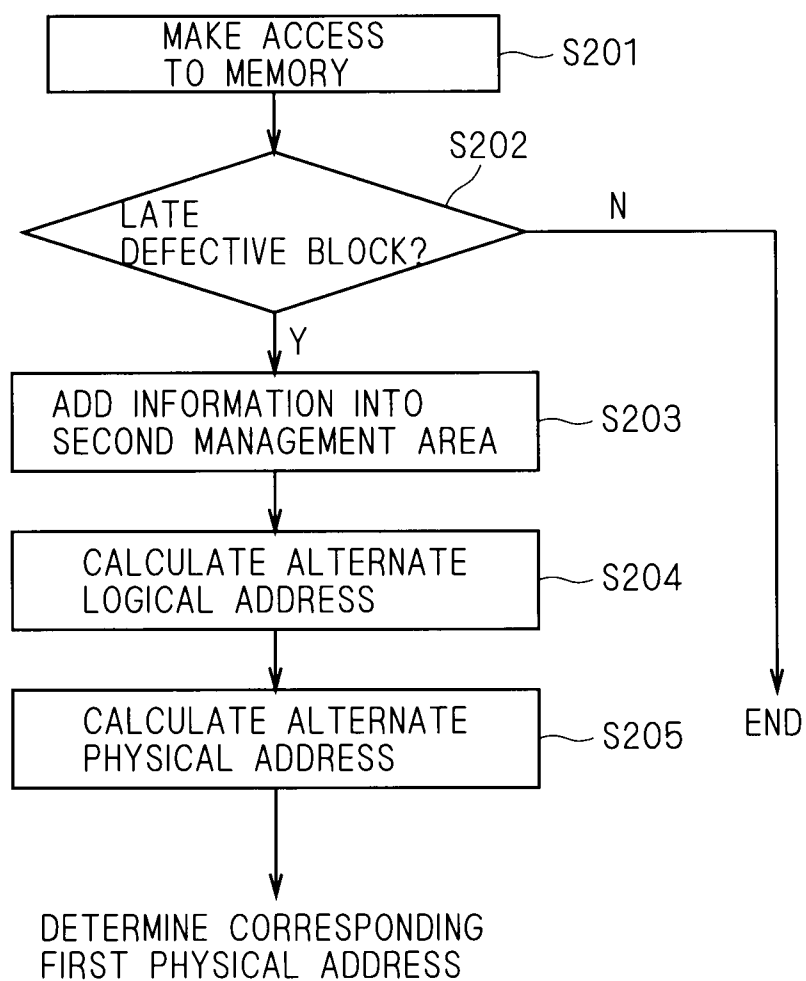 MAKE ACCESS
TO MEMORY
S201
S202
LATE
DEFECTIVE BLOCK?
N
Y
ADD INFORMATION INTO
SECOND MANAGEMENT AREA
S203
CALCULATE ALTERNATE
LOGICAL ADDRESS
S204
CALCULATE ALTERNATE
PHYSICAL ADDRESS
S205
END
DETERMINE CORRESPONDING
FIRST PHYSICAL ADDRESS